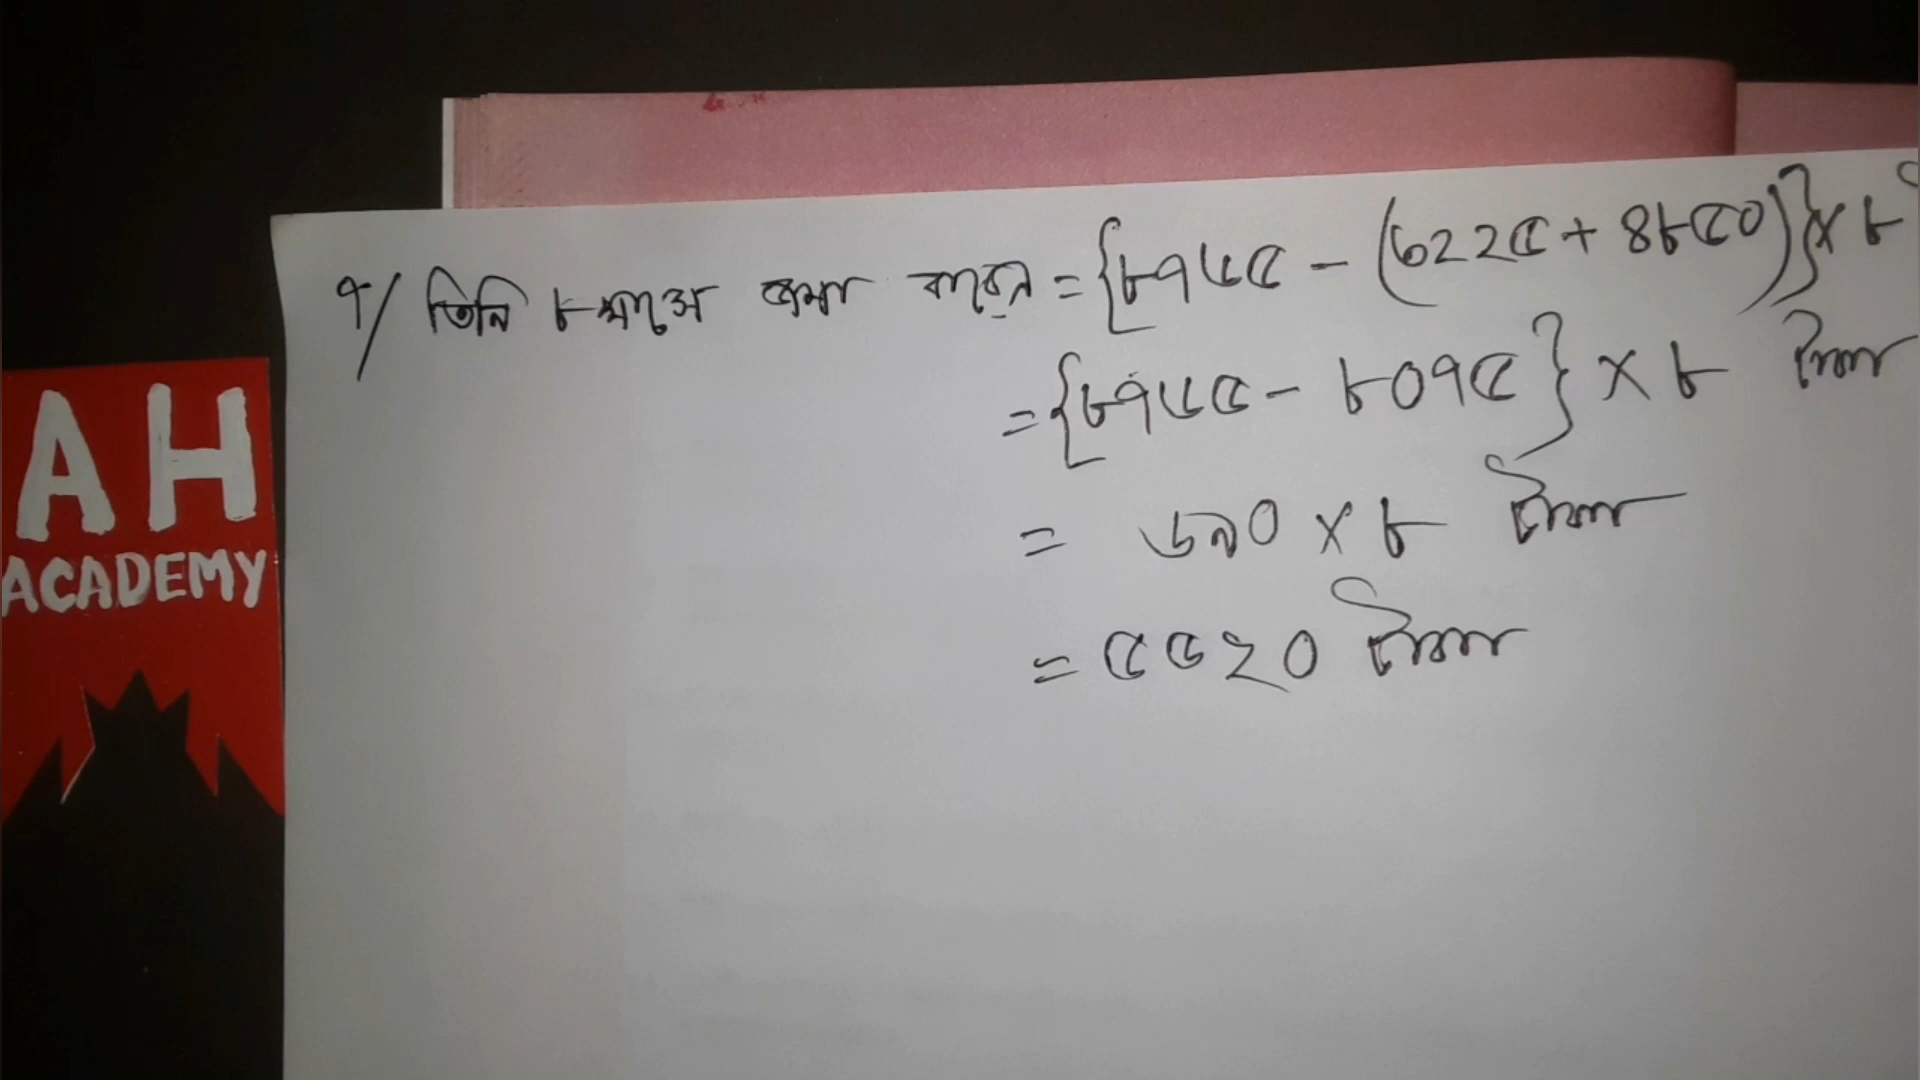 ৭/ তিনি ৮ মাসে জমা করেন = {৮৭৬৫ - (৩২২৫ + ৪৮৫০)} × ৮
= {৮৭৬৫ - ৮০৭৫} × ৮ টাকা
= ৬৯০ × ৮ টাকা
= ৫৫২০ টাকা
AH
ACADEMY